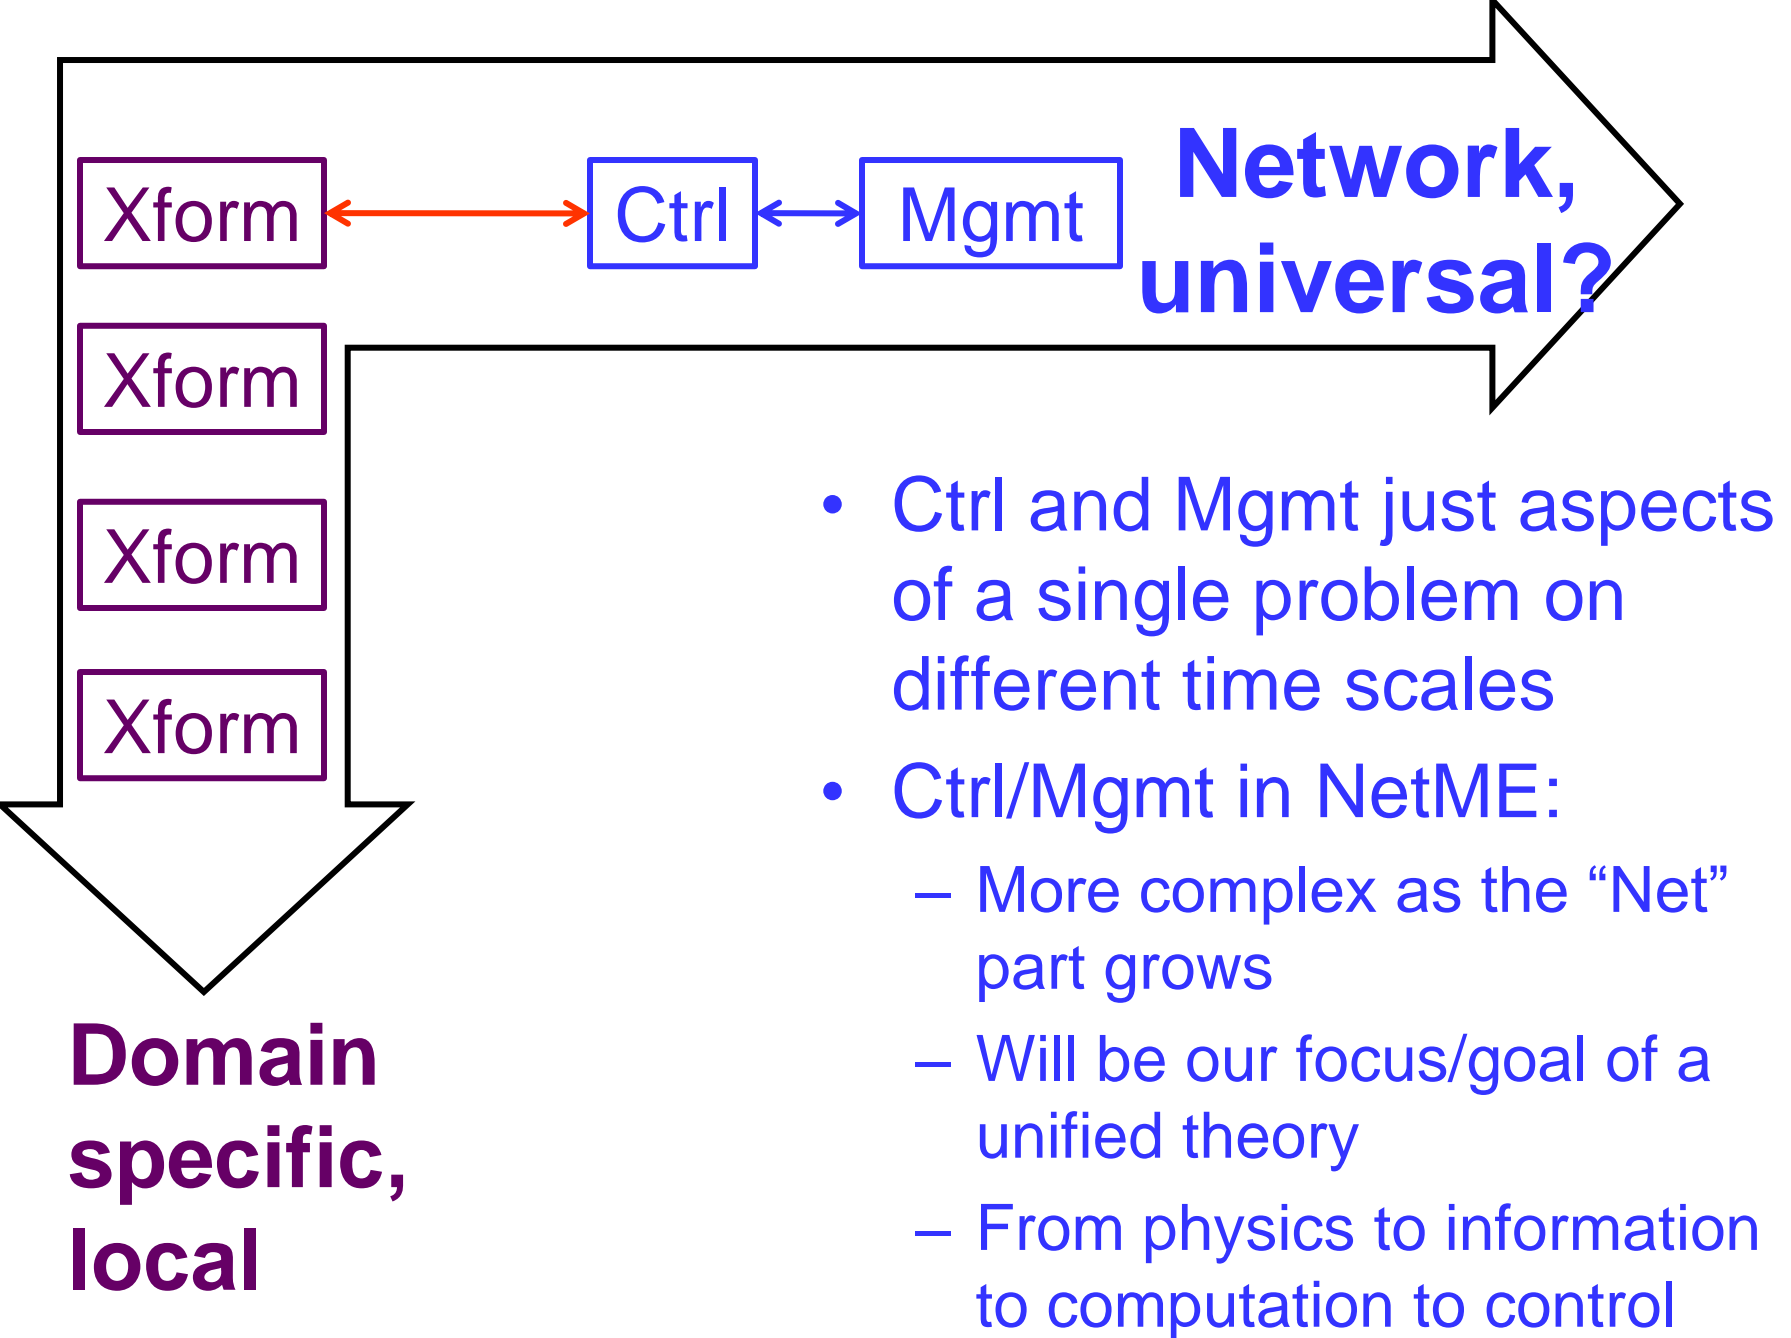 Xform
Ctrl
Mgmt
Network,
universal?
Xform
Xform
Xform
Domain
specific,
local
• Ctrl and Mgmt just aspects
of a single problem on
different time scales
• Ctrl/Mgmt in NetME:
– More complex as the “Net”
part grows
– Will be our focus/goal of a
unified theory
– From physics to information
to computation to control